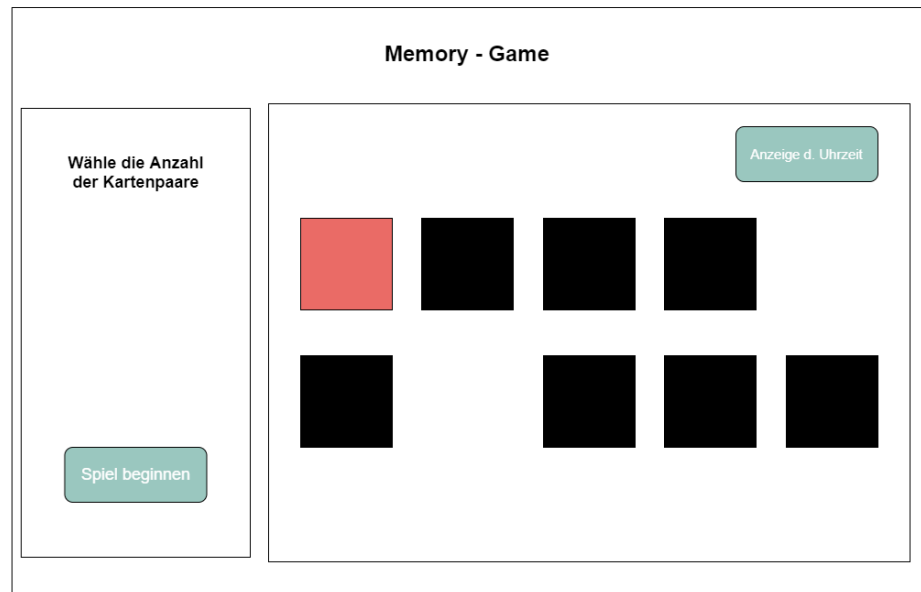 Memory - Game
Wähle die Anzahl
der Kartenpaare
Spiel beginnen
Anzeige d. Uhrzeit